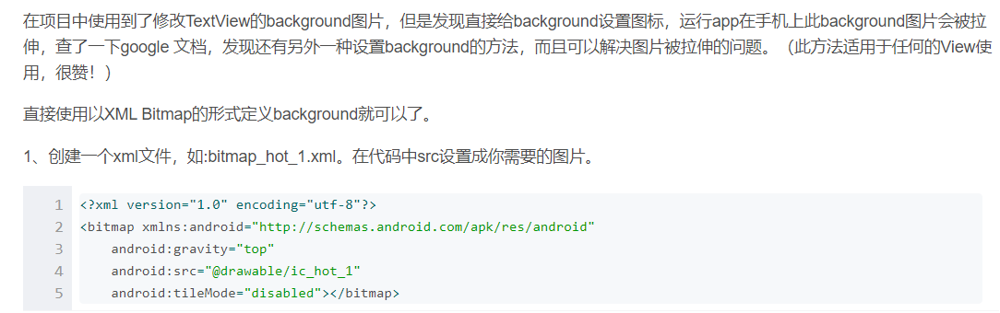 在项目中使用到了修改TextView的background图片，但是发现直接给background设置图标，运行app在手机上此background图片会被拉
伸，查了一下google 文档，发现还有另外一种设置background的方法，而且可以解决图片被拉伸的问题。（此方法适用于任何的View使
用，很赞！）
直接使用以XML Bitmap的形式定义background就可以了。
1、创建一个xml文件，如:bitmap_hot_1.xml。在代码中src设置成你需要的图片。
1 <?xml version="1.0" encoding="utf-8"?>
2 <bitmap xmlns:android="http://schemas.android.com/apk/res/android"
3     android:gravity="top"
4     android:src="@drawable/ic_hot_1"
5     android:tileMode="disabled"></bitmap>